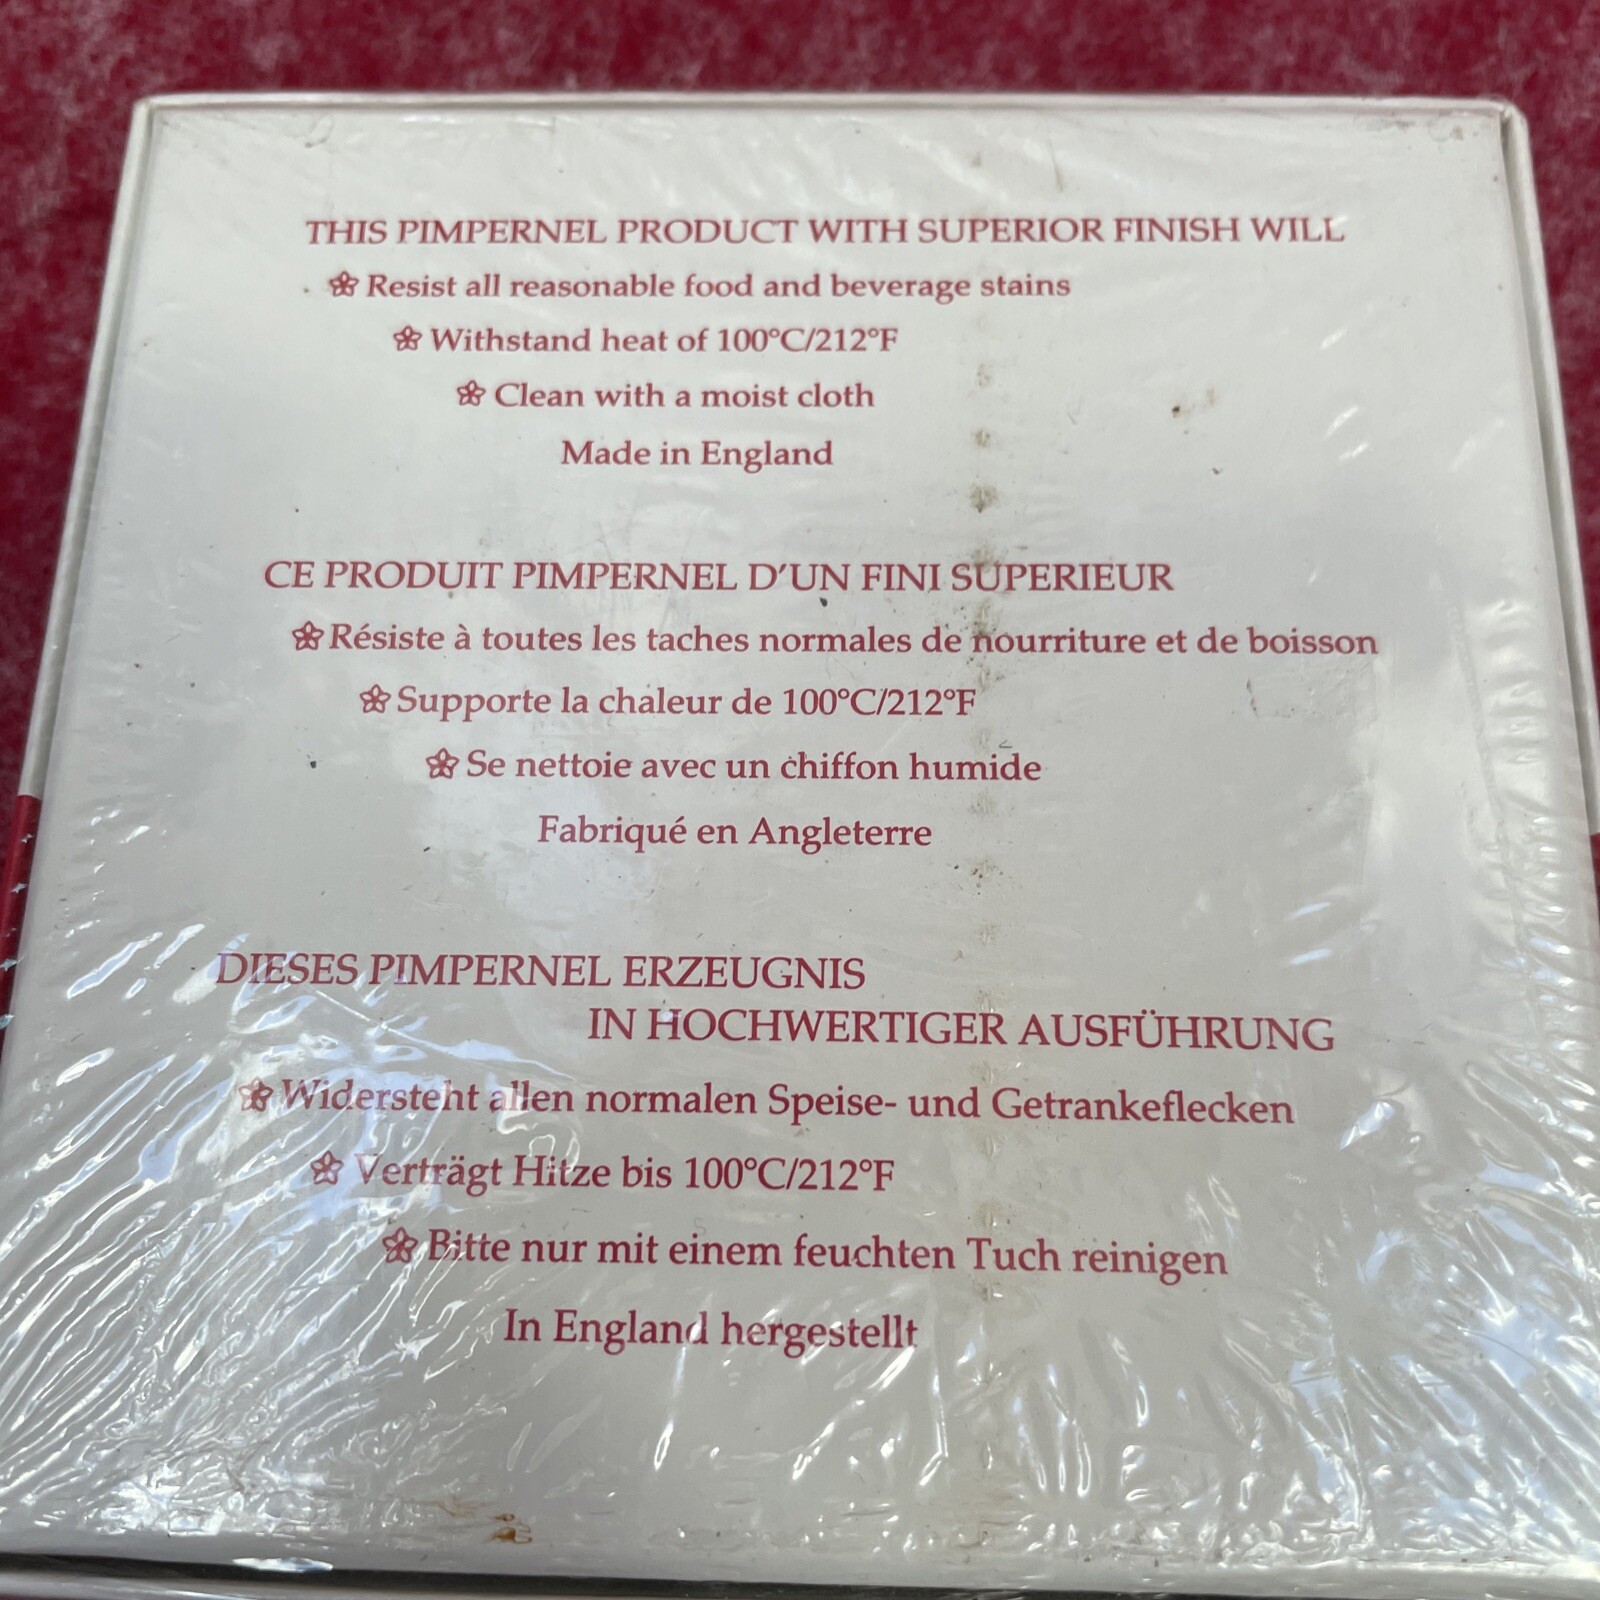 THIS PIMPERNEL PRODUCT WITH SUPERIOR FINISH WILL
Resist all reasonable food and beverage stains
Withstand heat of 100°C/212°F
Clean with a moist cloth
Made in England
CE PRODUIT PIMPERNEL D'UN FINI SUPERIEUR
Résiste à toutes les taches normales de nourriture et de boisson
Supporte la chaleur de 100°C/212°F
Se nettoie avec un chiffon humide
Fabriqué en Angleterre
DIESES PIMPERNEL ERZEUGNIS
IN HOCHWERTIGER AUSFÜHRUNG
Widersteht allen normalen Speise- und Getrankeflecken
Verträgt Hitze bis 100°C/212°F
Bitte nur mit einem feuchten Tuch reinigen
In England hergestellt